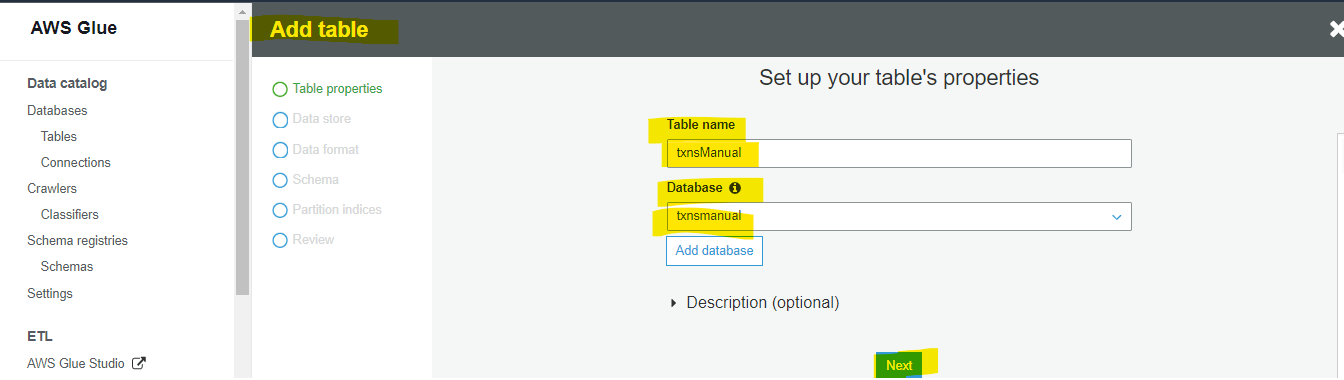 AWS Glue
Data catalog
Databases
Tables
Connections
Crawlers
Classifiers
Schema registries
Schemas
Settings
ETL
AWS Glue Studio
Add table
Table properties
Data store
Data format
Schema
Partition indices
Review
Set up your table's properties
Table name
txnsManual
Database
txnsmanual
Add database
Description (optional)
Next